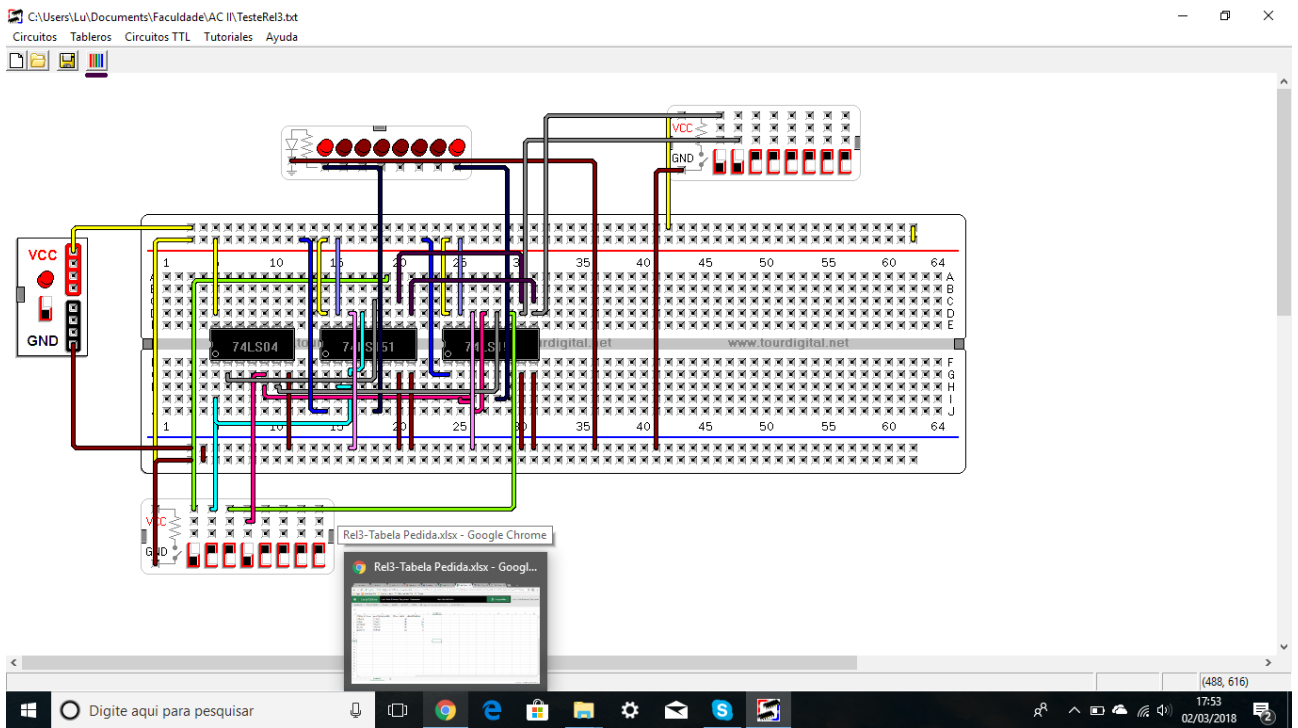 C:\Users\Lu\Documents\Faculdade\AC II\TesteRel3.txt
Circuitos Tableros Circuitos TTL Tutoriales Ayuda
VCC
GND
VCC
GND
1 10 15 20 25 30 35 40 45 50 55 60 64
A A
B B
C C
D D
E E
74LS04
www.tourdigital.net
F F
G G
H H
I I
J J
1 10 15 20 25 30 35 40 45 50 55 60 64
VCC
GND
Rel3-Tabela Pedida.xlsx - Google Chrome
Rel3-Tabela Pedida.xlsx - Googl...
(488, 616)
Digite aqui para pesquisar
17:53
02/03/2018
2